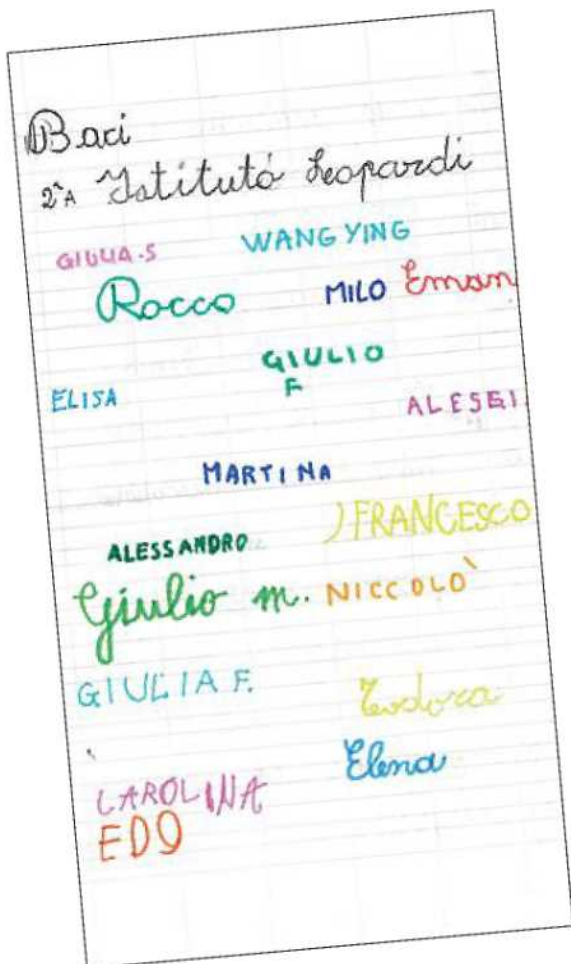 Baci
2ªA Istituto Leopardi
GIULIA.S WANG YING
Rocco MILO Eman
GIULIO
F
ELISA ALESEI
MARTINA
ALESSANDRO FRANCESCO
Giulio m. NICCOLÒ
GIULIA F. Teodora
Elena
CAROLINA
EDO